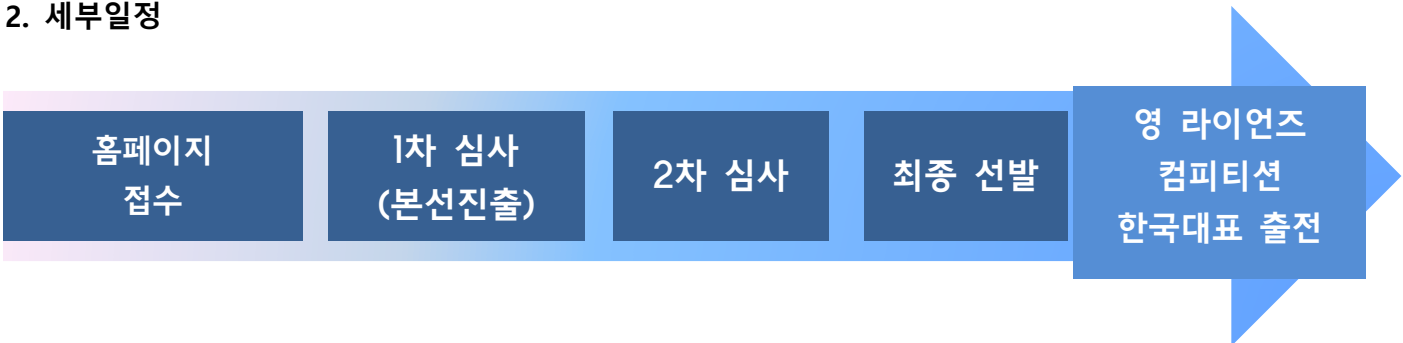 2. 세부일정
홈페이지
접수
1차 심사
(본선진출)
2차 심사
최종 선발
영 라이언즈
컴피티션
한국대표 출전